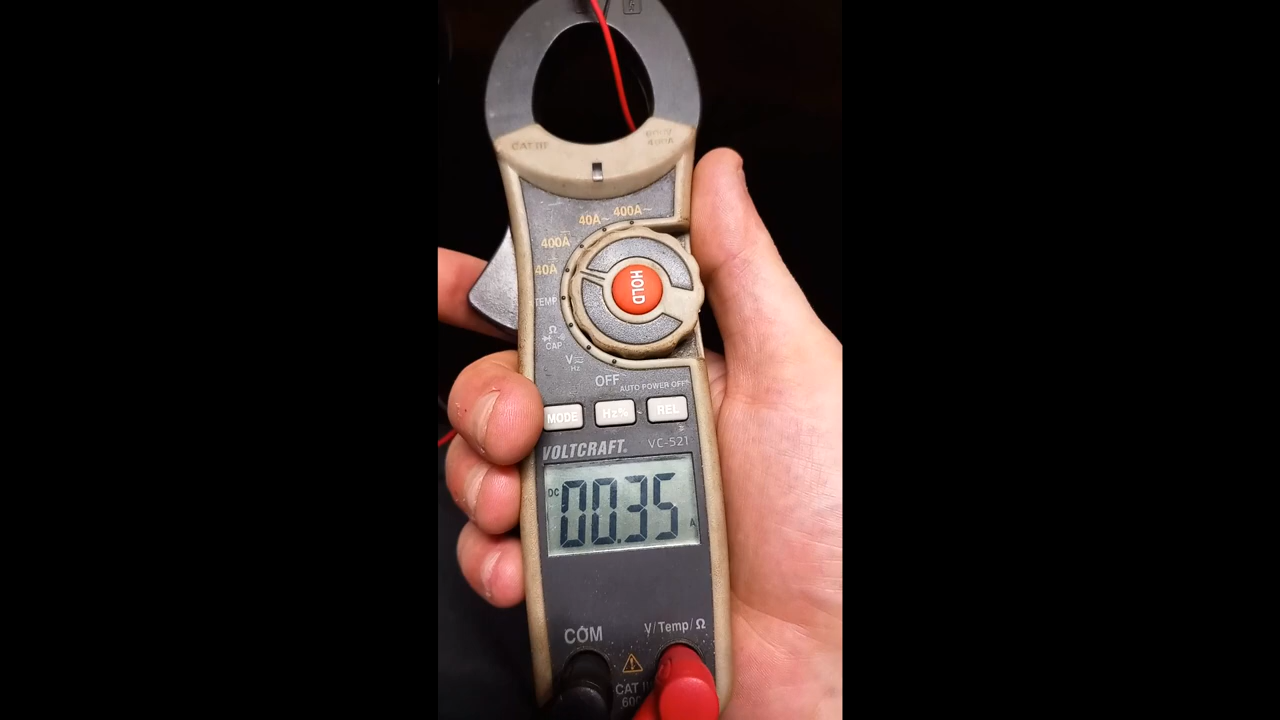 CAT III
40A~ 400A~
400A
40A
TEMP
HOLD
Ω
CAP
V
Hz
OFF
AUTO POWER OFF
MODE
Hz%
REL
VOLTCRAFT®
VC-521
DC
00.35
A
COM
V/Temp/Ω
CAT